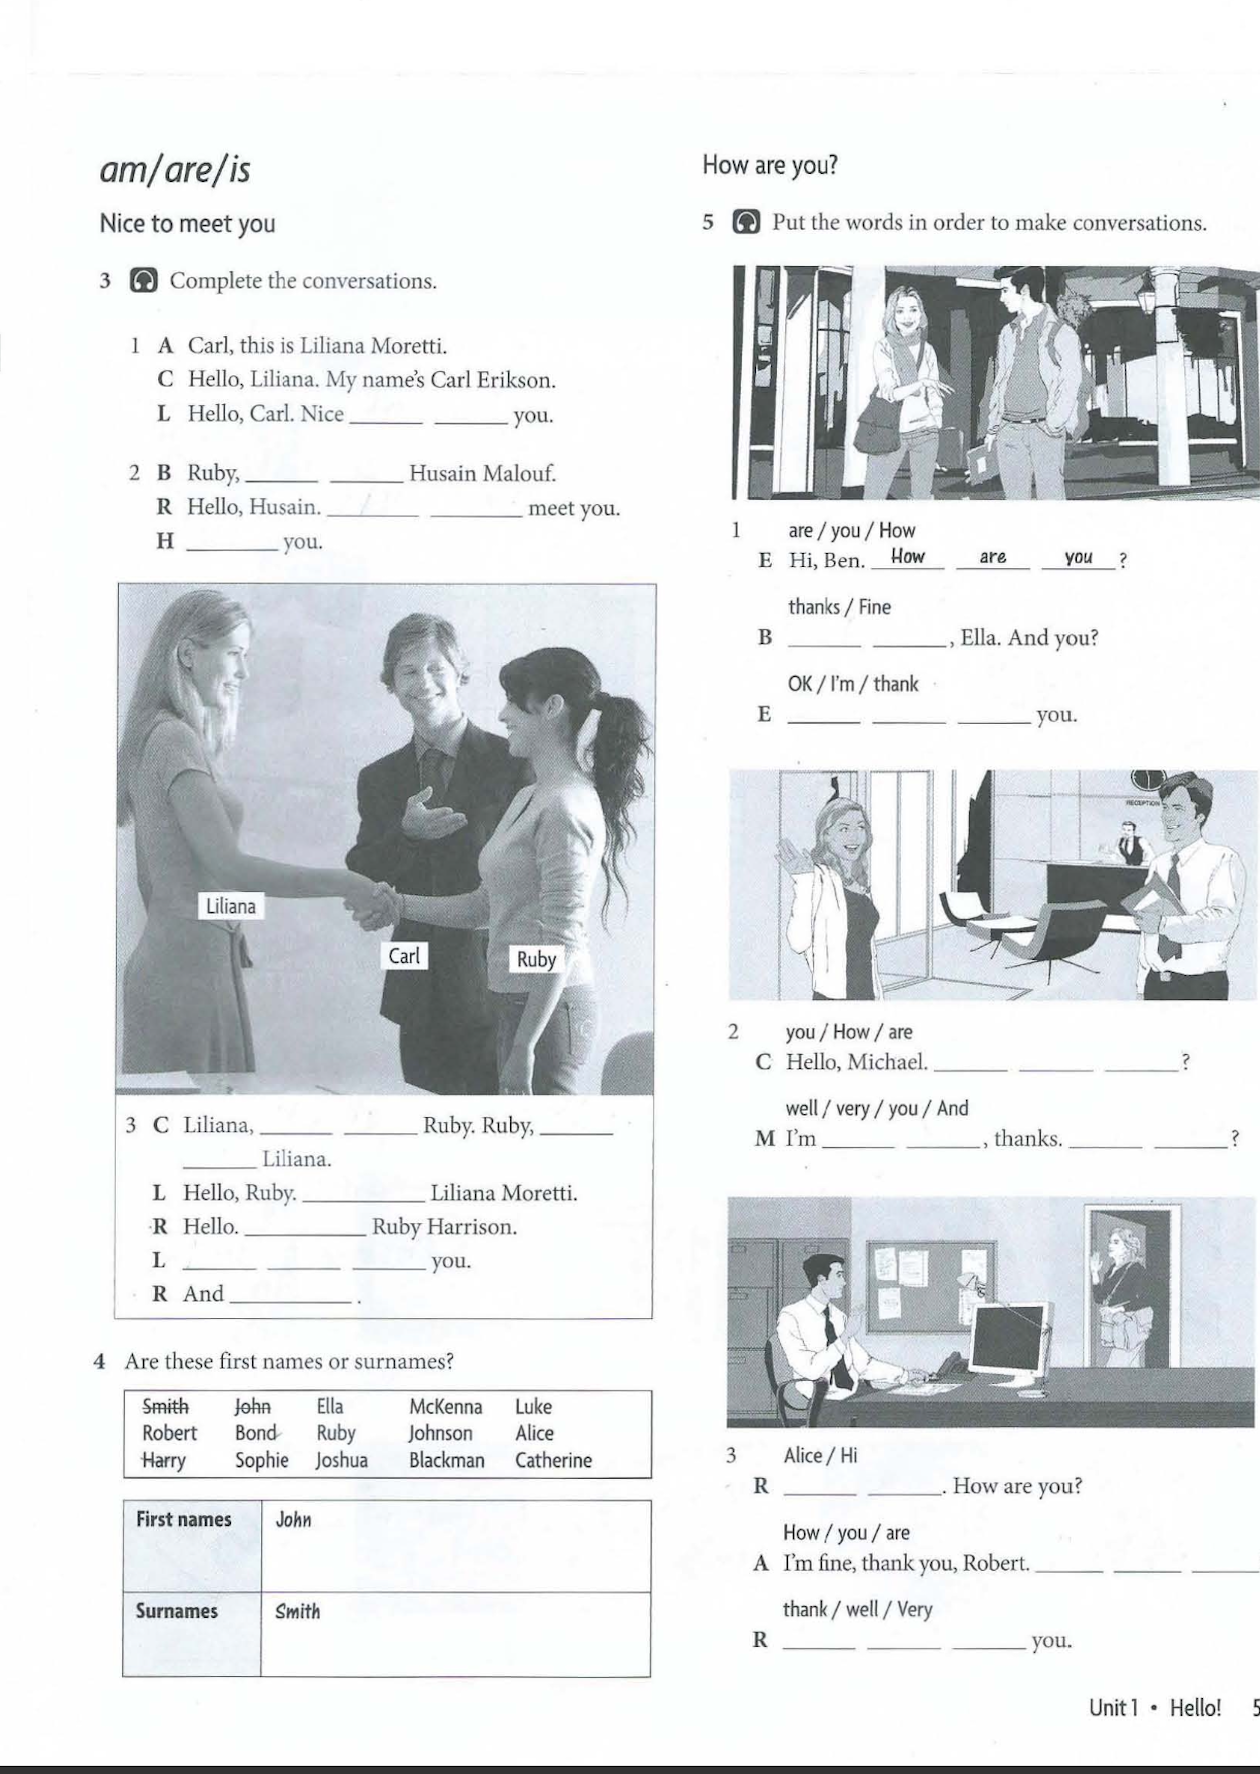 am/are/is
Nice to meet you
3 Complete the conversations.
1 A Carl, this is Liliana Moretti.
C Hello, Liliana. My name's Carl Erikson.
L Hello, Carl. Nice ______ ______ you.
2 B Ruby, ______ ______ Husain Malouf.
R Hello, Husain. ______ ______ meet you.
H ______ you.
Liliana
Carl
Ruby
3 C Liliana, ______ ______ Ruby. Ruby, ______
______ Liliana.
L Hello, Ruby. ______ Liliana Moretti.
R Hello. ______ Ruby Harrison.
L ______ ______ ______ you.
R And ______ .
4 Are these first names or surnames?
Smith John Ella McKenna Luke
Robert Bond Ruby Johnson Alice
Harry Sophie Joshua Blackman Catherine
First names John
Surnames Smith
How are you?
5 Put the words in order to make conversations.
1 are / you / How
E Hi, Ben. How are you ?
thanks / Fine
B ______ ______ , Ella. And you?
OK / I'm / thank
E ______ ______ ______ you.
RECEPTION
2 you / How / are
C Hello, Michael. ______ ______ ______ ?
well / very / you / And
M I'm ______ ______ , thanks. ______ ______ ?
3 Alice / Hi
R ______ ______ . How are you?
How / you / are
A I'm fine, thank you, Robert. ______ ______ ______
thank / well / Very
R ______ ______ ______ you.
Unit 1 • Hello! 5